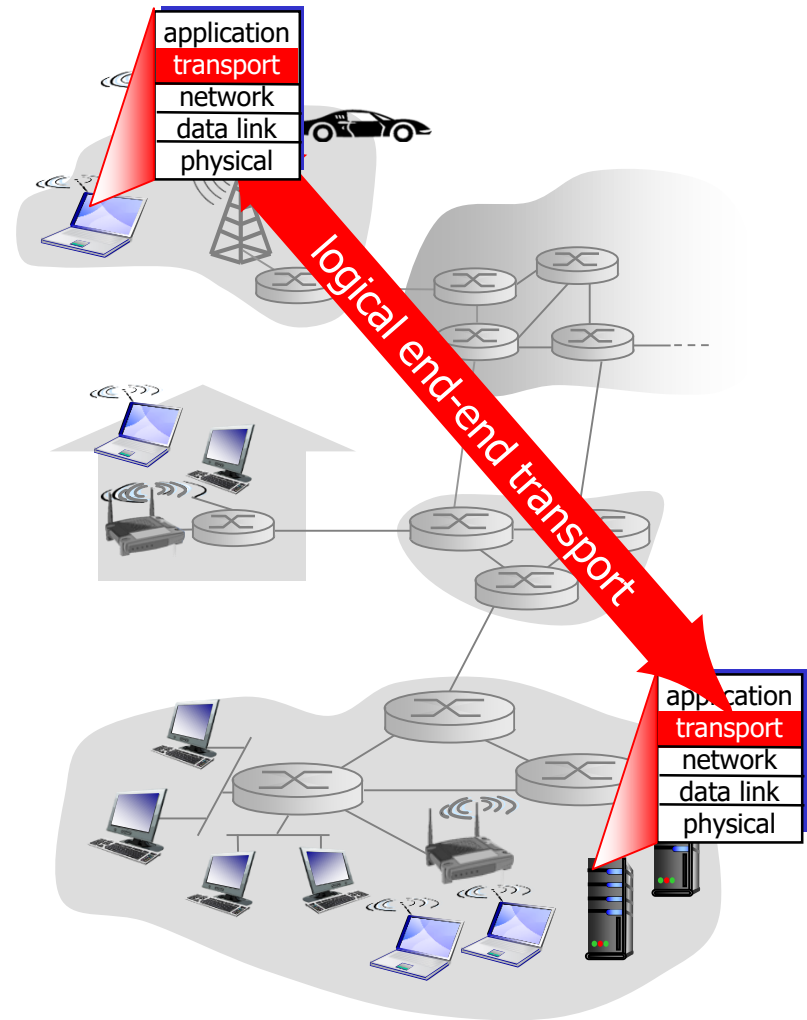 application
transport
network
data link
physical
logical end-end transport
application
transport
network
data link
physical